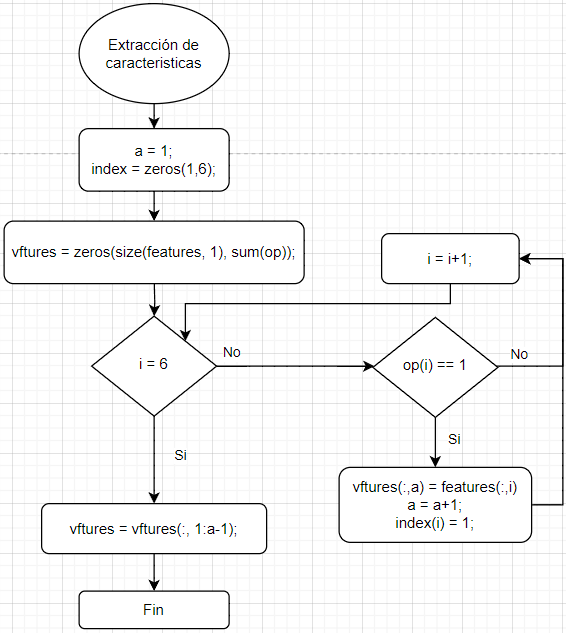 Extracción de
caracteristicas
a = 1;
index = zeros(1,6);
vftures = zeros(size(features, 1), sum(op));
i = i+1;
i = 6
No
op(i) == 1
No
Si
Si
vftures(:,a) = features(:,i)
a = a+1;
index(i) = 1;
vftures = vftures(:, 1:a-1);
Fin